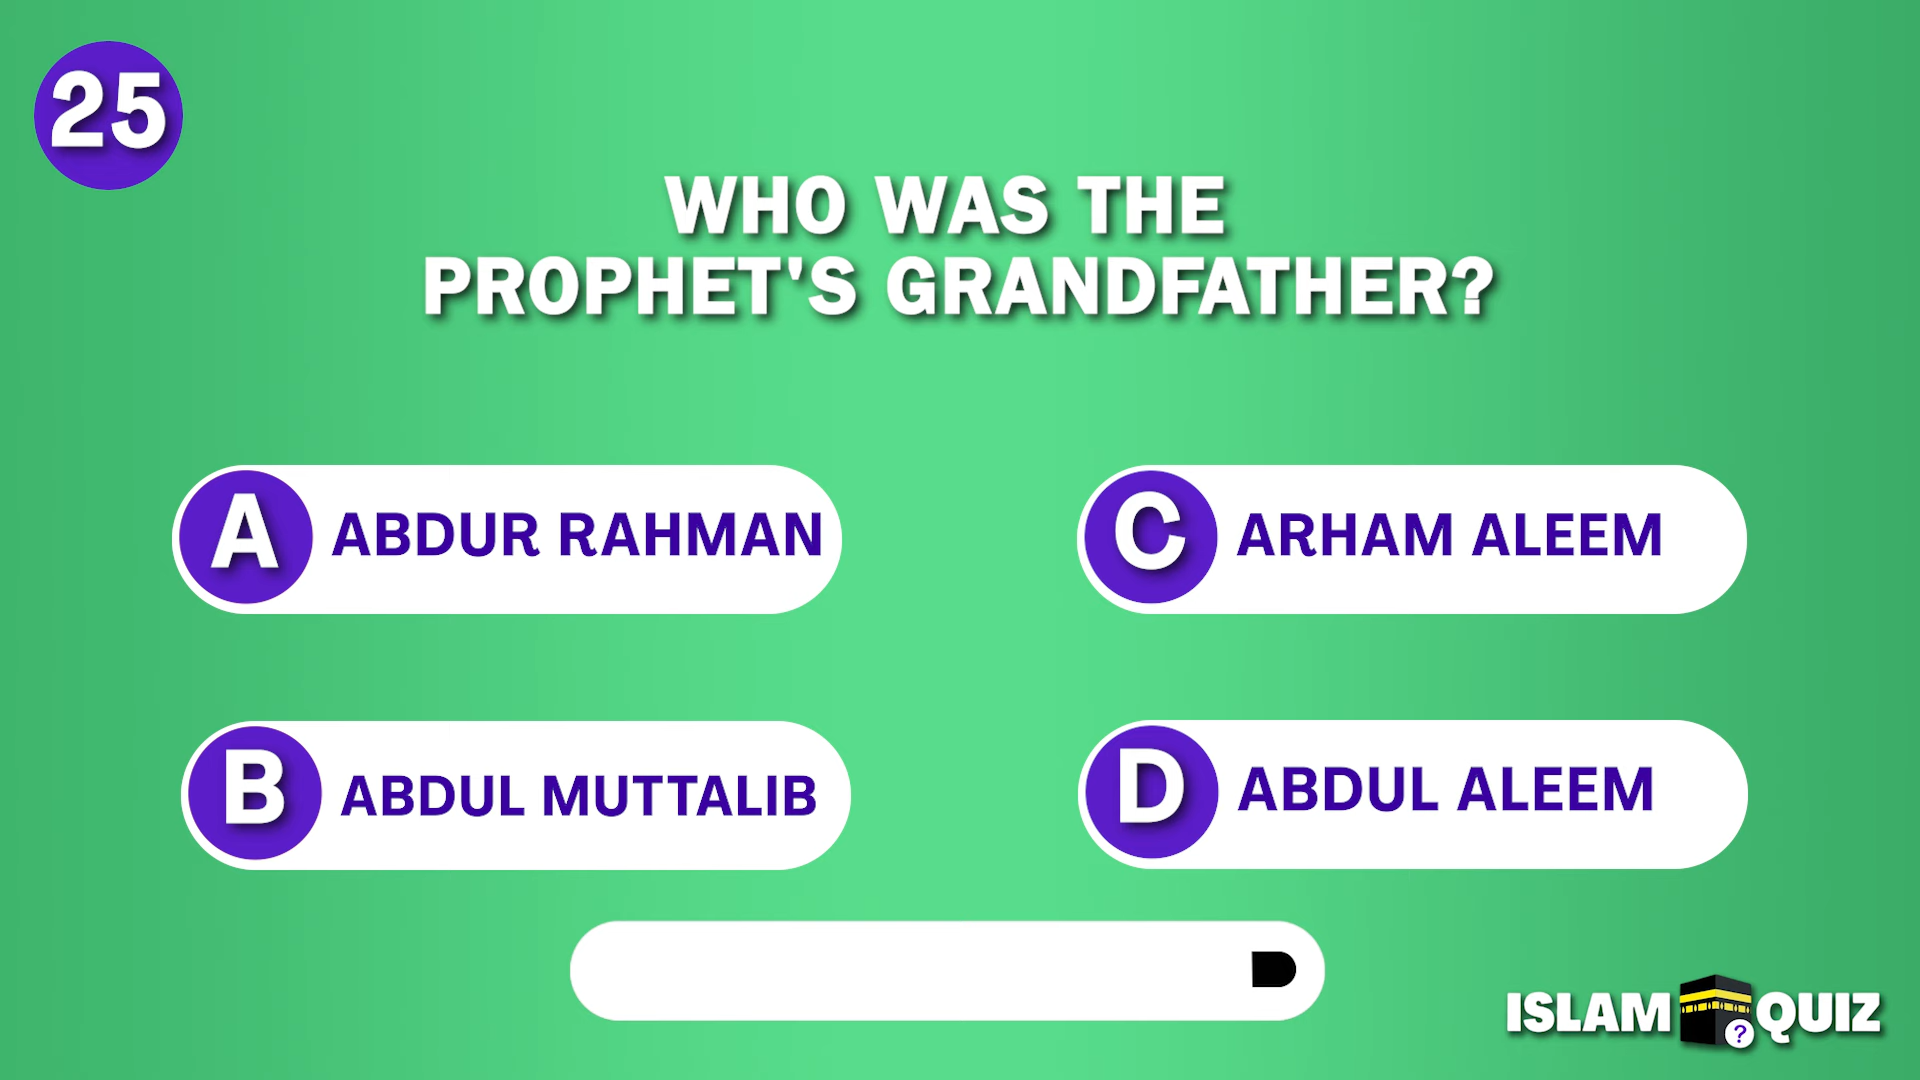 25
WHO WAS THE
PROPHET'S GRANDFATHER?
A ABDUR RAHMAN
B ABDUL MUTTALIB
C ARHAM ALEEM
D ABDUL ALEEM
ISLAM ? QUIZ